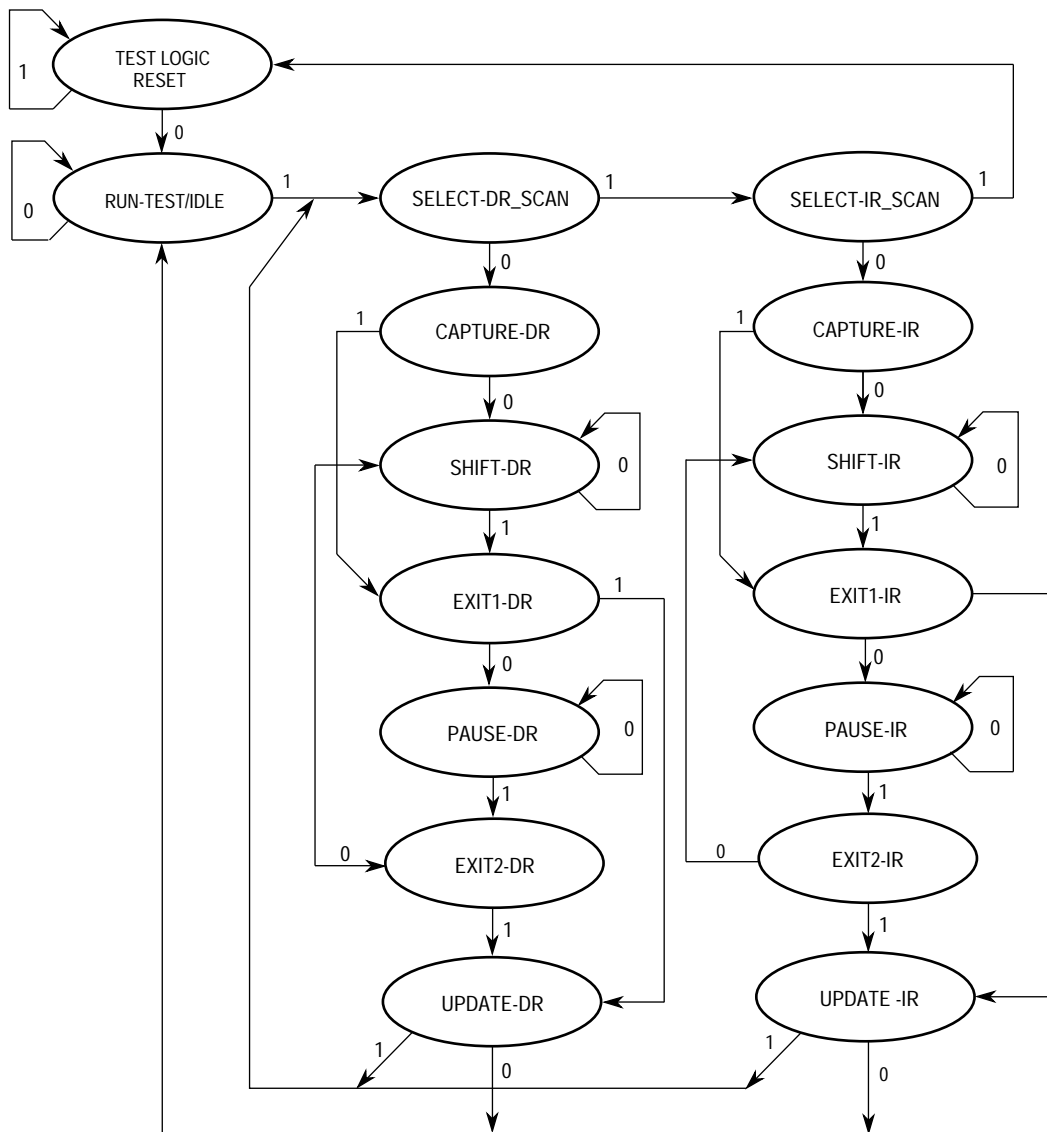 TEST LOGIC
RESET
1
0
RUN-TEST/IDLE
0
1
SELECT-DR_SCAN
1
SELECT-IR_SCAN
1
0
0
CAPTURE-DR
1
CAPTURE-IR
1
0
0
SHIFT-DR
0
SHIFT-IR
0
1
1
EXIT1-DR
1
EXIT1-IR
0
0
PAUSE-DR
0
PAUSE-IR
0
1
1
EXIT2-DR
0
EXIT2-IR
0
1
1
UPDATE-DR
UPDATE -IR
1
0
1
0